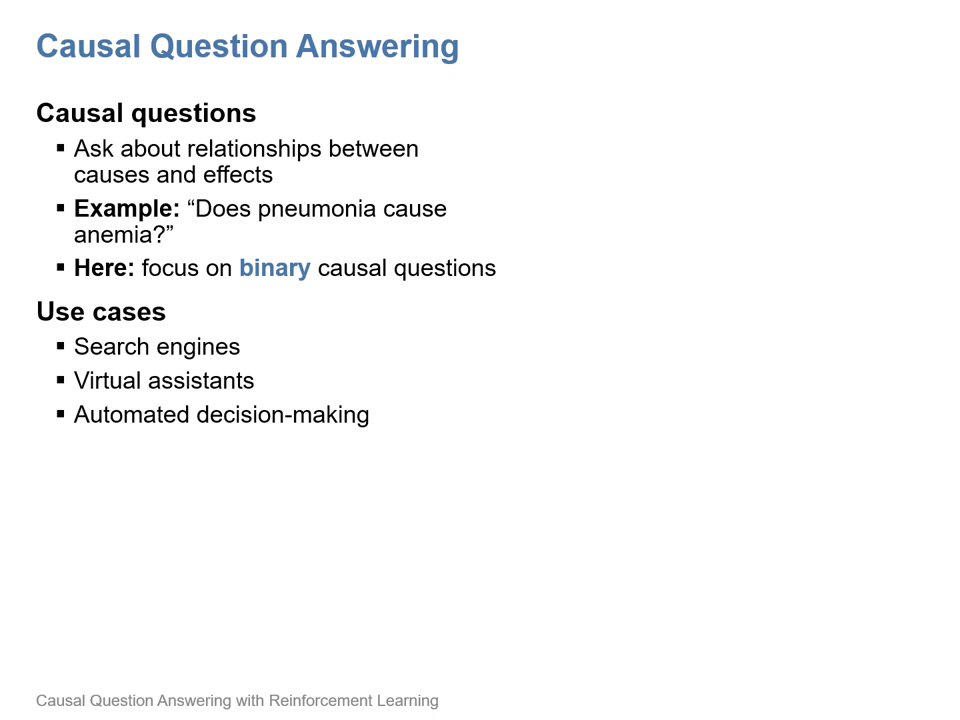 Causal Question Answering
Causal questions
▪ Ask about relationships between
causes and effects
▪ Example: “Does pneumonia cause
anemia?”
▪ Here: focus on binary causal questions
Use cases
▪ Search engines
▪ Virtual assistants
▪ Automated decision-making
Causal Question Answering with Reinforcement Learning